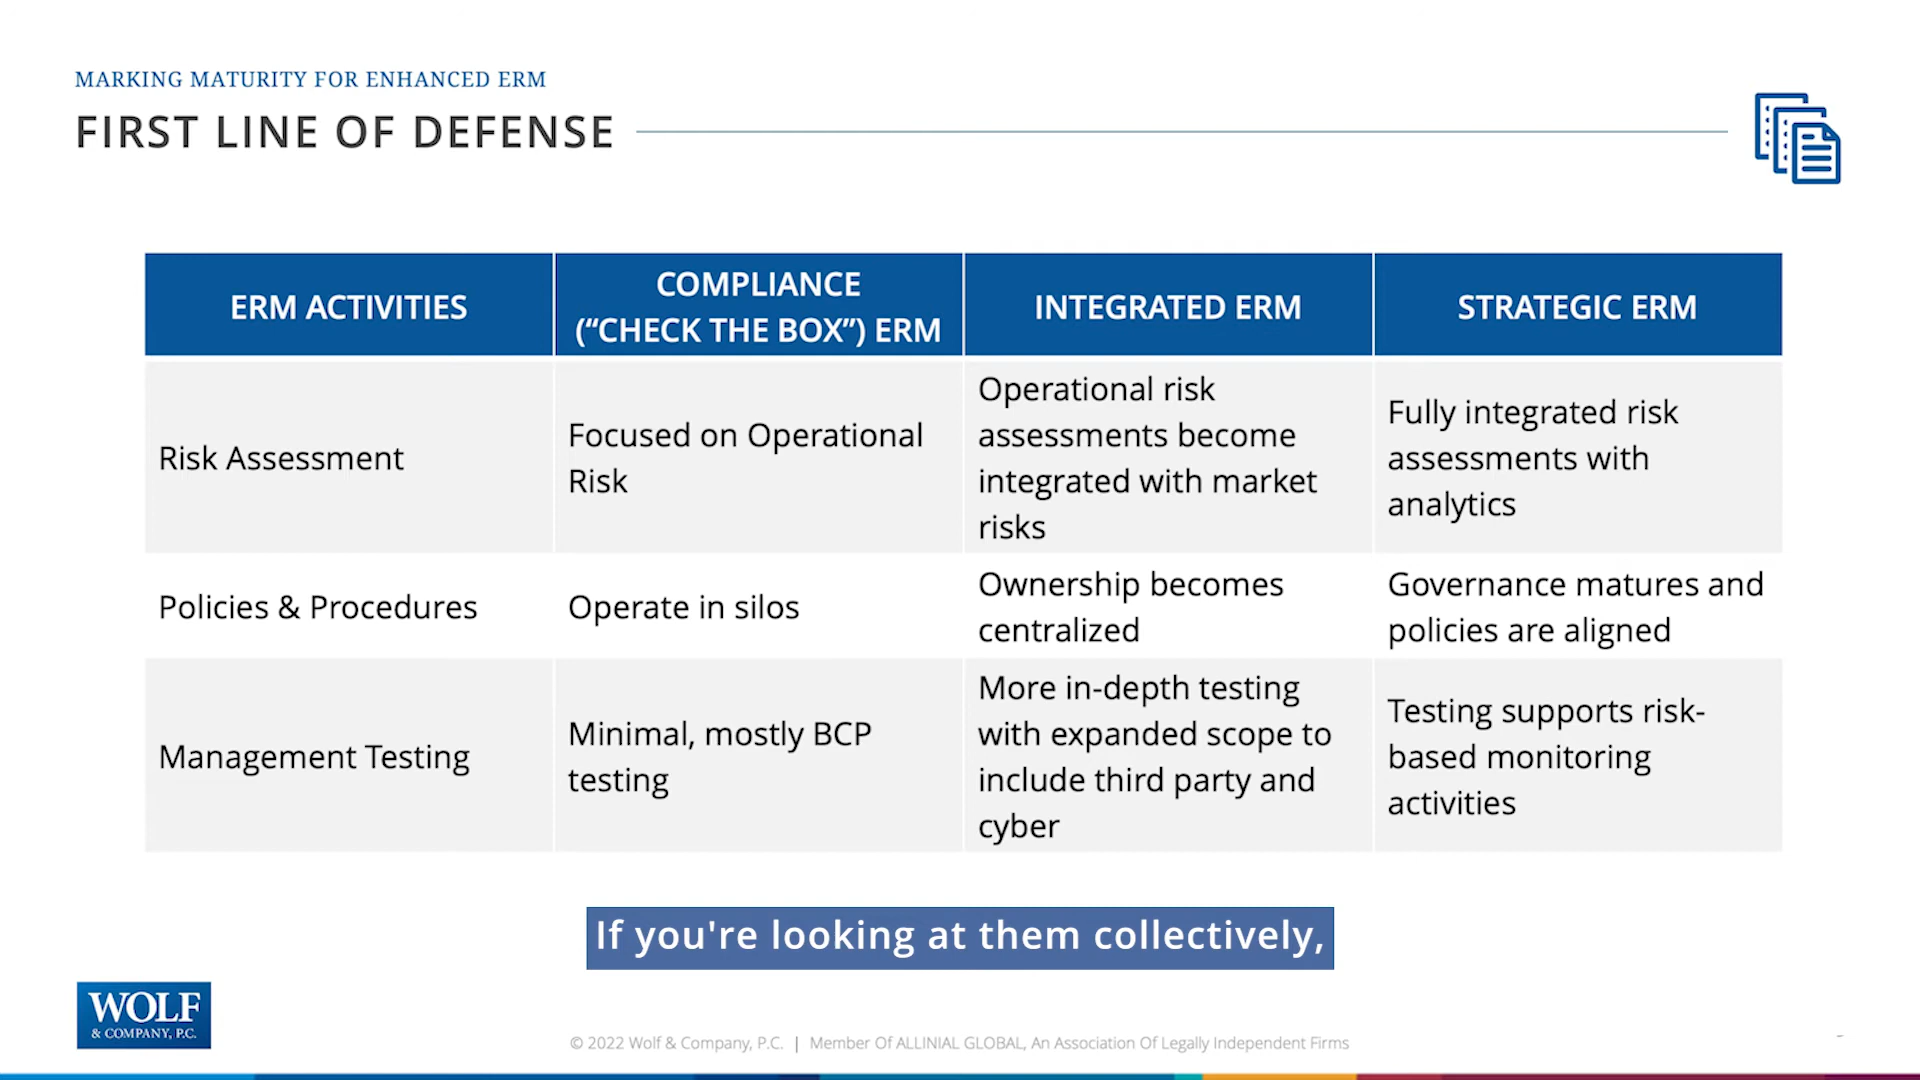 MARKING MATURITY FOR ENHANCED ERM
FIRST LINE OF DEFENSE
ERM ACTIVITIES
COMPLIANCE
(“CHECK THE BOX”) ERM
INTEGRATED ERM
STRATEGIC ERM
Risk Assessment
Focused on Operational
Risk
Operational risk
assessments become
integrated with market
risks
Fully integrated risk
assessments with
analytics
Policies & Procedures
Operate in silos
Ownership becomes
centralized
Governance matures and
policies are aligned
Management Testing
Minimal, mostly BCP
testing
More in-depth testing
with expanded scope to
include third party and
cyber
Testing supports risk-
based monitoring
activities
If you're looking at them collectively,
WOLF
& COMPANY, P.C.
© 2022 Wolf & Company, P.C. | Member Of ALLINIAL GLOBAL, An Association Of Legally Independent Firms